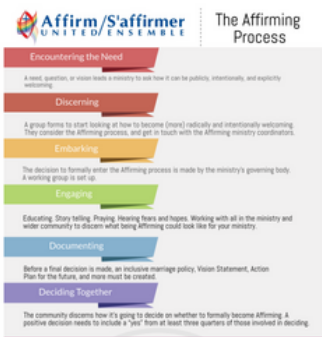 Affirm/S'affirmer
UNITED/ENSEMBLE
The Affirming
Process
Encountering the Need
A need, question, or vision leads a ministry to ask how it can be publicly, intentionally, and explicitly
welcoming.
Discerning
A group forms to start looking at how to become (more) radically and intentionally welcoming.
They consider the Affirming process, and get in touch with the Affirming ministry coordinators.
Embarking
The decision to formally enter the Affirming process is made by the ministry's governing body.
A working group is set up.
Engaging
Educating. Story telling. Praying. Hearing fears and hopes. Working with all in the ministry and
wider community to discern what being Affirming could look like for your ministry.
Documenting
Before a final decision is made, an inclusive marriage policy, Vision Statement, Action
Plan for the future, and more must be created.
Deciding Together
The community discerns how it's going to decide on whether to formally become Affirming. A
positive decision needs to include a "yes" from at least three quarters of those involved in deciding.